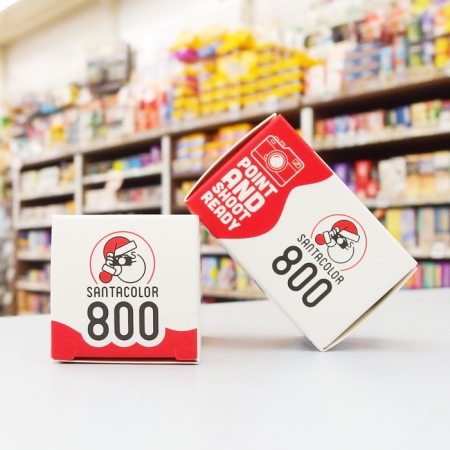 SANTACOLOR
800
POINT
AND
SHOOT
READY
SANTACOLOR
800